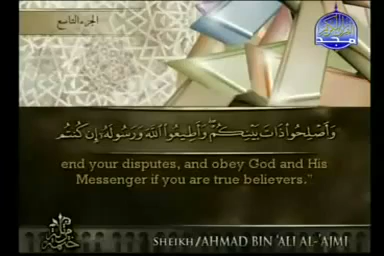 الجزء التاسع
وَأَصْلِحُوا۟ ذَاتَ بَيْنِكُمْ ۖ وَأَطِيعُوا۟ ٱللَّهَ وَرَسُولَهُۥٓ إِن كُنتُم
end your disputes, and obey God and His
Messenger if you are true believers."
SHEIKH/AHMAD BIN 'ALI AL-'AJMI